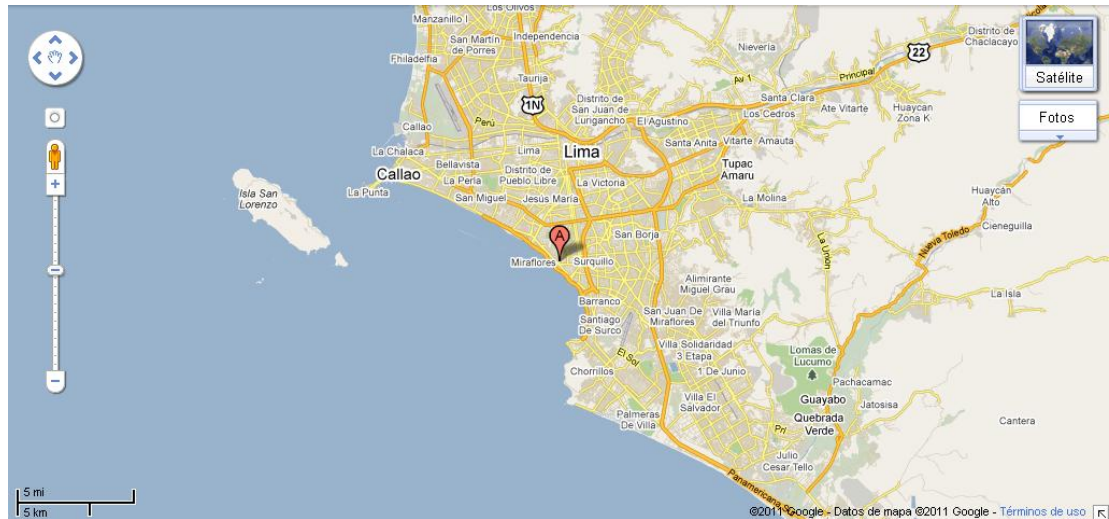 Los Olivos
Manzanillo I
Independencia
San Martin
de Porres
Philadelfia
Nievería
Distrito de
Chaclacayo
22
Satélite
Taurija
Av 1
Principal
1N
Distrito de
San Juan de
Lurigancho
Santa Clara
Ate Vitarte
Huaycan
Zona K
Fotos
Perú
El Agustino
Los Cedros
Callao
La Chalaca
Lima
Lima
Santa Anita
Vitarte
Amauta
Bellavista
Distrito de
Pueblo Libre
Tupac
Amaru
Callao
La Perla
La Victoria
La Punta
San Miguel
Jesus Maria
La Molina
Huaycán
Alto
Isla San
Lorenzo
Cieneguilla
San Borja
La Unión
Nueva Toledo
A
Miraflores
Surquillo
Almirante
Miguel Grau
La Isla
Barranco
San Juan De
Miraflores
Villa Maria
del Triunfo
Santiago
De Surco
Villa Solidaridad
3 Etapa
Lomas de
Lucumo
El Sol
Chorrillos
1 De Junio
Pachacamac
Villa El
Salvador
Guayabo
Jatosisa
Palmeras
De Villa
Quebrada
Verde
Cantera
Prl
Julio
Cesar Tello
Panamericana S
5 mi
5 km
©2011 Google - Datos de mapa ©2011 Google - Términos de uso